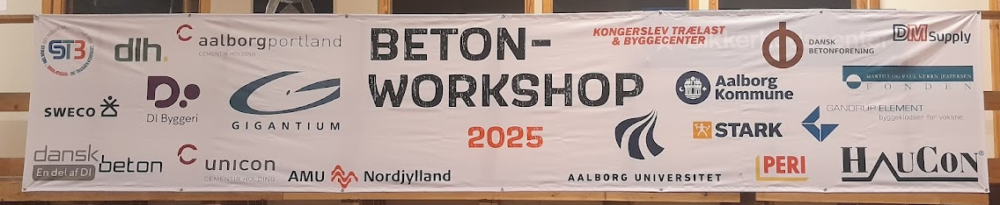 STB
dlh.
aalborgportland
CEMENTIR HOLDING
BETON-
WORKSHOP
2025
KONGERSLEV TRÆLAST
& BYGGECENTER
DANSK
BETONFORENING
DM Supply
SWECO
D.
DI Byggeri
GIGANTIUM
Aalborg
Kommune
MARTHA OG PAUL KERRN-JESPERSEN
FONDEN
GANDRUP ELEMENT
byggeklodser for voksne
STARK
dansk
beton
En del af DI
unicon
CEMENTIR HOLDING
AMU Nordjylland
AALBORG UNIVERSITET
PERI
HAUCON®